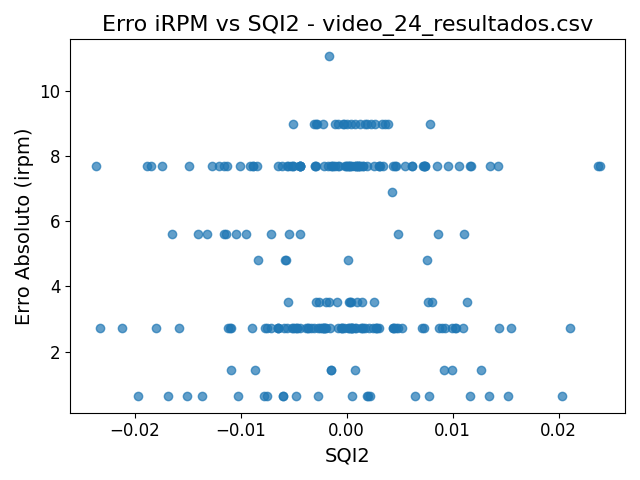 Erro iRPM vs SQI2 - video_24_resultados.csv
Erro Absoluto (irpm)
10
8
6
4
2
−0.02 −0.01 0.00 0.01 0.02
SQI2